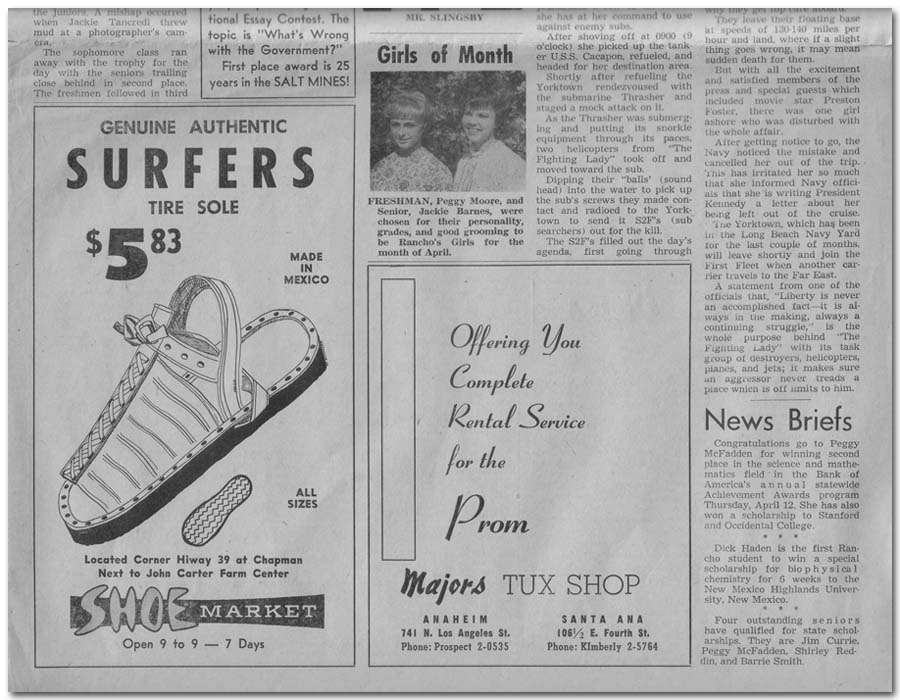 the juniors. A mishap occurred
when Jackie Tancredi threw
mud at a photographer's cam-
era.
The sophomore class ran
away with the trophy for the
day with the seniors trailing
close behind in second place.
The freshmen followed in third
tional Essay Contest. The
topic is "What's Wrong
with the Government?"
First place award is 25
years in the SALT MINES!
GENUINE AUTHENTIC
SURFERS
TIRE SOLE
$5 83
MADE
IN
MEXICO
ALL
SIZES
Located Corner Hiway 39 at Chapman
Next to John Carter Farm Center
SHOE MARKET
Open 9 to 9 — 7 Days
MR. SLINGSBY
Girls of Month
FRESHMAN, Peggy Moore, and
Senior, Jackie Barnes, were
chosen for their personality,
grades, and good grooming to
be Rancho's Girls for the
month of April.
she has at her command to use
against enemy subs.
After shoving off at 0900 (9
o'clock) she picked up the tank-
er U.S.S. Cacapon, refueled, and
headed for her destination area.
Shortly after refueling the
Yorktown rendezvoused with
the submarine Thrasher and
staged a mock attack on it.
As the Thrasher was submerg-
ing and putting its snorkle
equipment through its paces,
two helicopters from "The
Fighting Lady" took off and
moved toward the sub.
Dipping their "balls' (sound
head) into the water to pick up
the sub's screws they made con-
tact and radioed to the York-
town to send it S2F's (sub
searchers) out for the kill.
The S2F's filled out the day's
agenda, first going through
Offering You
Complete
Rental Service
for the
Prom
Majors TUX SHOP
ANAHEIM
741 N. Los Angeles St.
Phone: Prospect 2-0535
SANTA ANA
106½ E. Fourth St.
Phone: KImberly 2-5764
why they get top care aboard.
They leave their floating base
at speeds of 130-140 miles per
hour and land, where if a slight
thing goes wrong, it may mean
sudden death for them.
But with all the excitement
and satisfied members of the
press and special guests which
included movie star Preston
Foster, there was one girl
ashore who was disturbed with
the whole affair.
After getting notice to go, the
Navy noticed the mistake and
cancelled her out of the trip.
This has irritated her so much
that she informed Navy offici-
als that she is writing President
Kennedy a letter about her
being left out of the cruise.
The Yorktown, which has been
in the Long Beach Navy Yard
for the last couple of months,
will leave shortly and join the
First Fleet when another car-
rier travels to the Far East.
A statement from one of the
officials that, "Liberty is never
an accomplished fact—it is al-
ways in the making, always a
continuing struggle," is the
whole purpose behind "The
Fighting Lady" with its task
group of destroyers, helicopters,
planes, and jets; it makes sure
an aggressor never treads a
place which is off limits to him.
News Briefs
Congratulations go to Peggy
McFadden for winning second
place in the science and mathe-
matics field in the Bank of
America's annual statewide
Achievement Awards program
Thursday, April 12. She has also
won a scholarship to Stanford
and Occidental College.
* * *
Dick Haden is the first Ran-
cho student to win a special
scholarship for biophysical
chemistry for 6 weeks to the
New Mexico Highlands Univer-
sity, New Mexico.
* * *
Four outstanding seniors
have qualified for state schol-
arships. They are Jim Currie,
Peggy McFadden, Shirley Red-
din, and Barrie Smith.